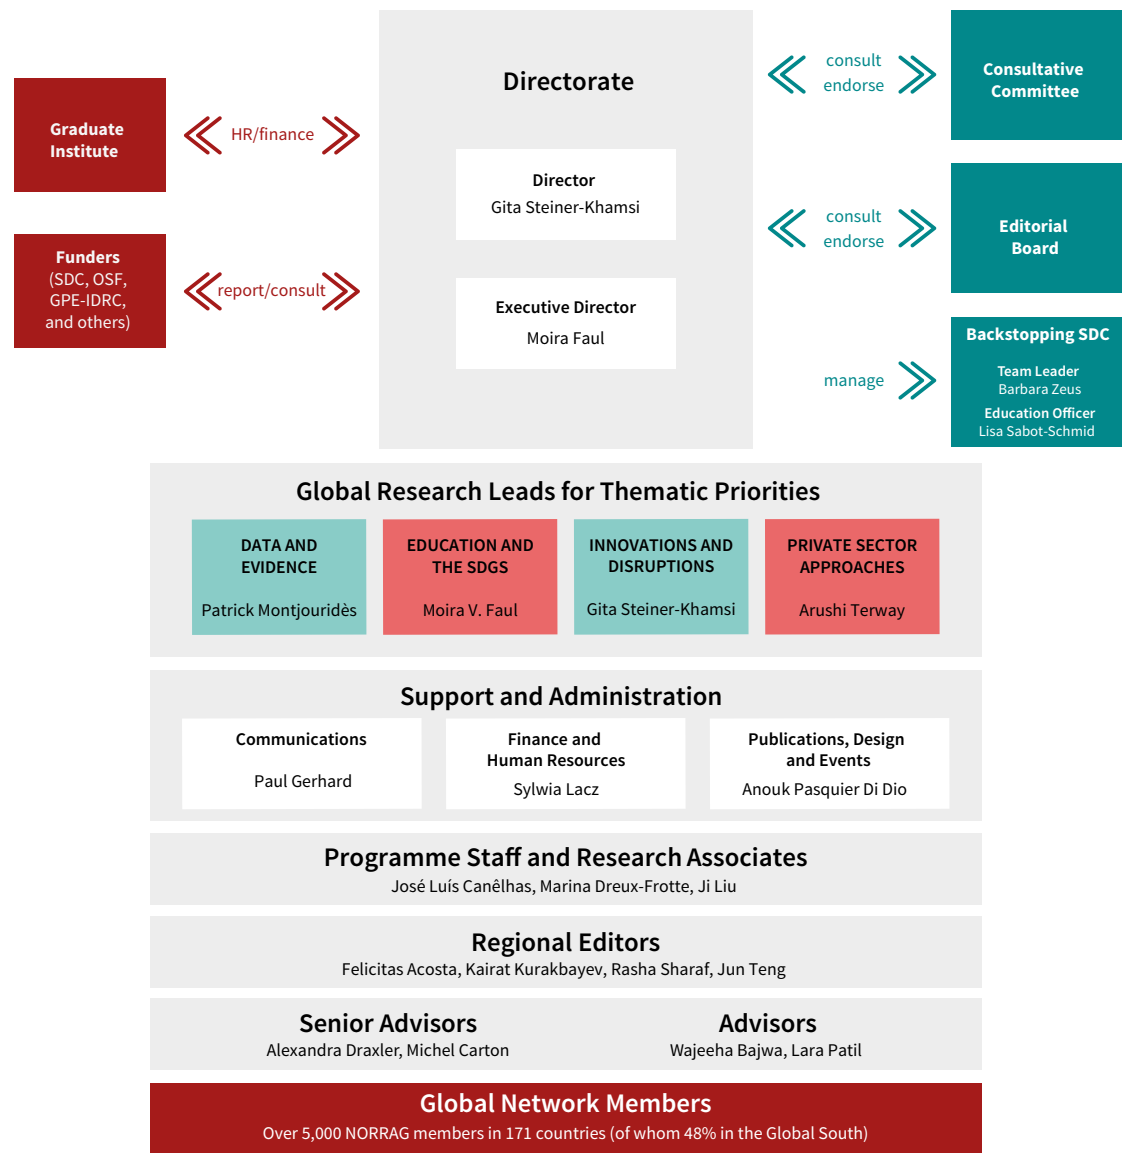 Directorate
Director
Gita Steiner-Khamsi
Executive Director
Moira Faul
Graduate
Institute
HR/finance
Funders
(SDC, OSF,
GPE-IDRC,
and others)
report/consult
consult
endorse
Consultative
Committee
consult
endorse
Editorial
Board
manage
Backstopping SDC
Team Leader
Barbara Zeus
Education Officer
Lisa Sabot-Schmid
Global Research Leads for Thematic Priorities
DATA AND
EVIDENCE
Patrick Montjouridès
EDUCATION AND
THE SDGS
Moira V. Faul
INNOVATIONS AND
DISRUPTIONS
Gita Steiner-Khamsi
PRIVATE SECTOR
APPROACHES
Arushi Terway
Support and Administration
Communications
Paul Gerhard
Finance and
Human Resources
Sylwia Lacz
Publications, Design
and Events
Anouk Pasquier Di Dio
Programme Staff and Research Associates
José Luís Canêlhas, Marina Dreux-Frotte, Ji Liu
Regional Editors
Felicitas Acosta, Kairat Kurakbayev, Rasha Sharaf, Jun Teng
Senior Advisors
Alexandra Draxler, Michel Carton
Advisors
Wajeeha Bajwa, Lara Patil
Global Network Members
Over 5,000 NORRAG members in 171 countries (of whom 48% in the Global South)